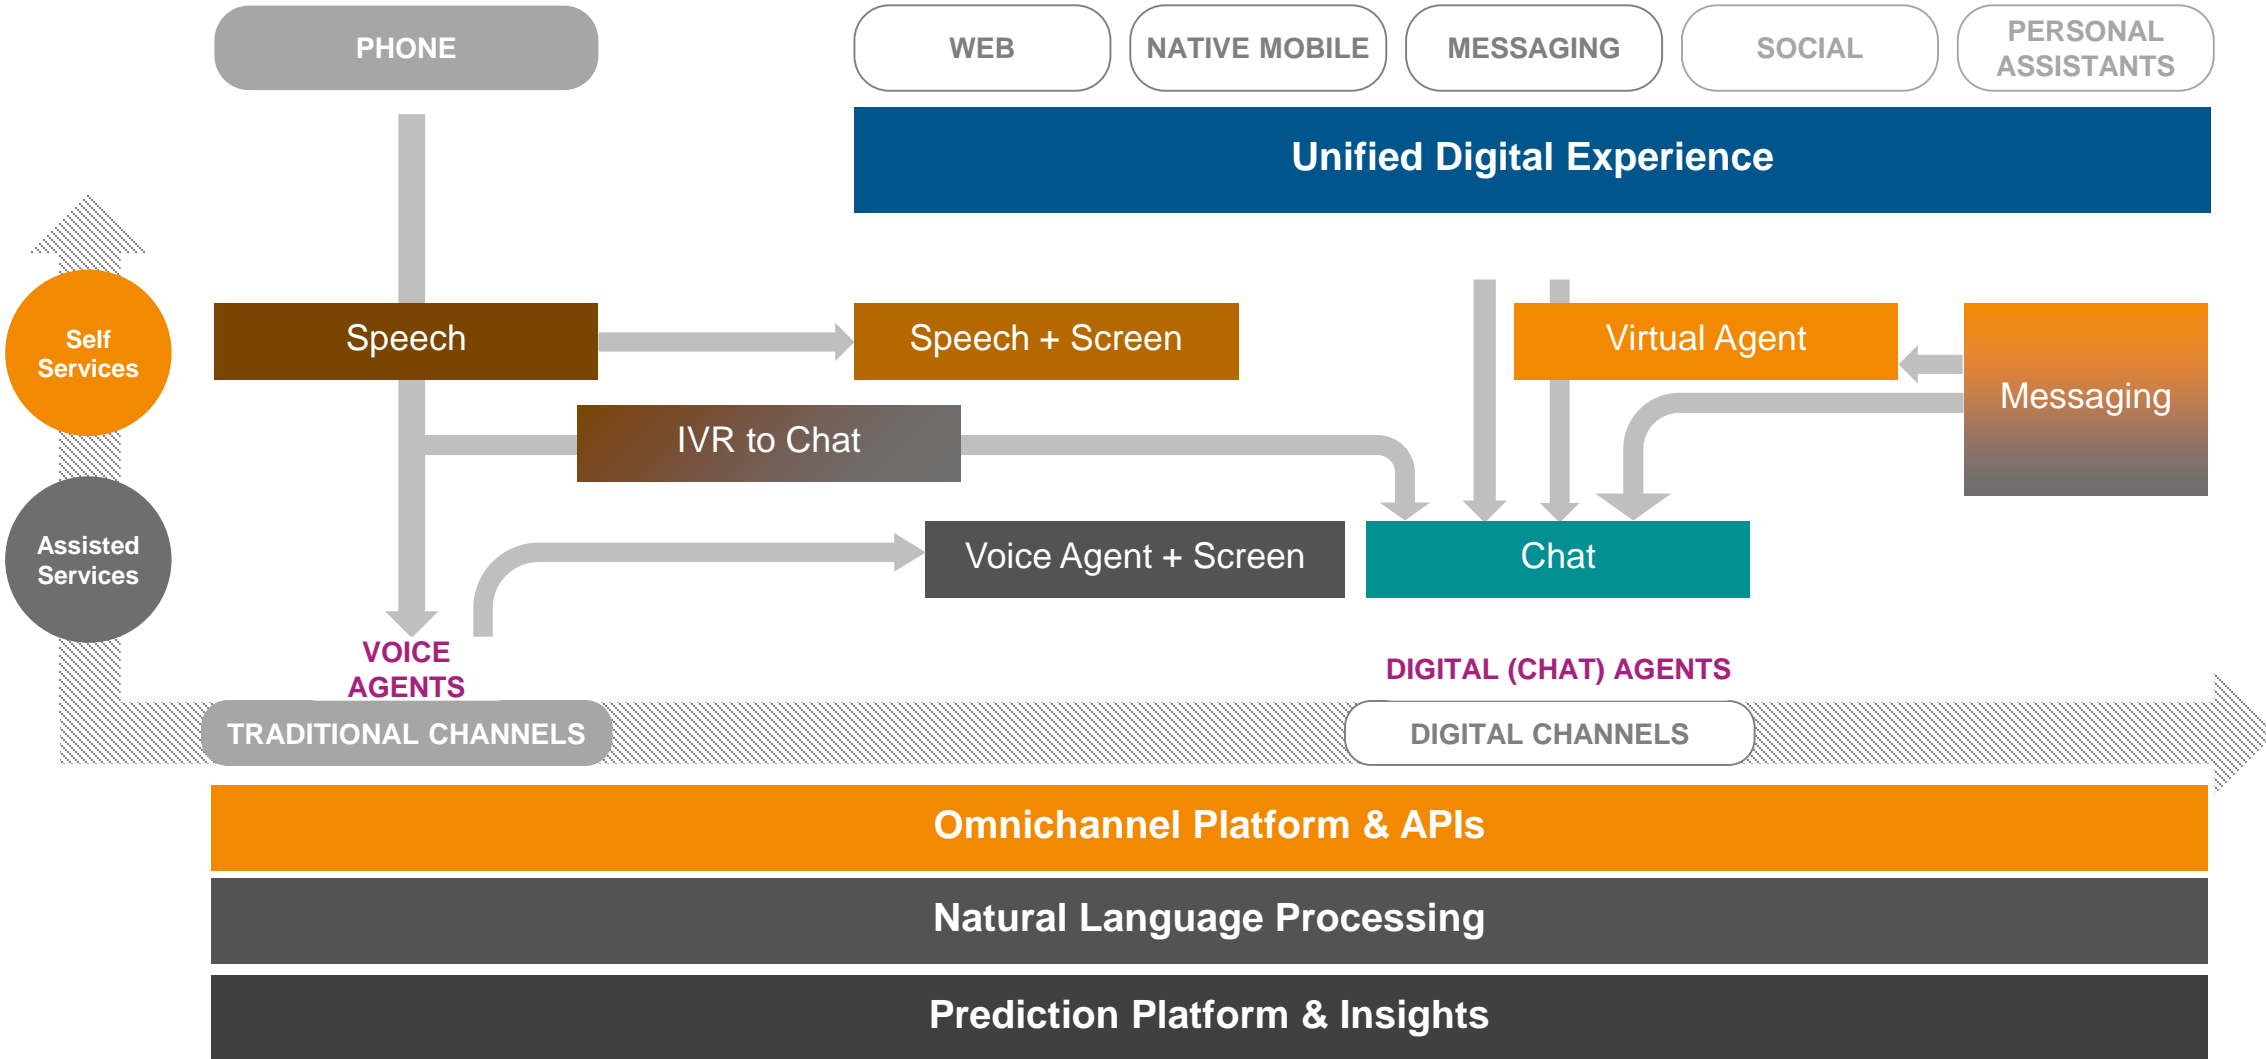 PHONE
WEB
NATIVE MOBILE
MESSAGING
SOCIAL
PERSONAL
ASSISTANTS
Unified Digital Experience
Self
Services
Speech
Speech + Screen
Virtual Agent
Messaging
IVR to Chat
Assisted
Services
Voice Agent + Screen
Chat
VOICE
AGENTS
DIGITAL (CHAT) AGENTS
TRADITIONAL CHANNELS
DIGITAL CHANNELS
Omnichannel Platform & APIs
Natural Language Processing
Prediction Platform & Insights